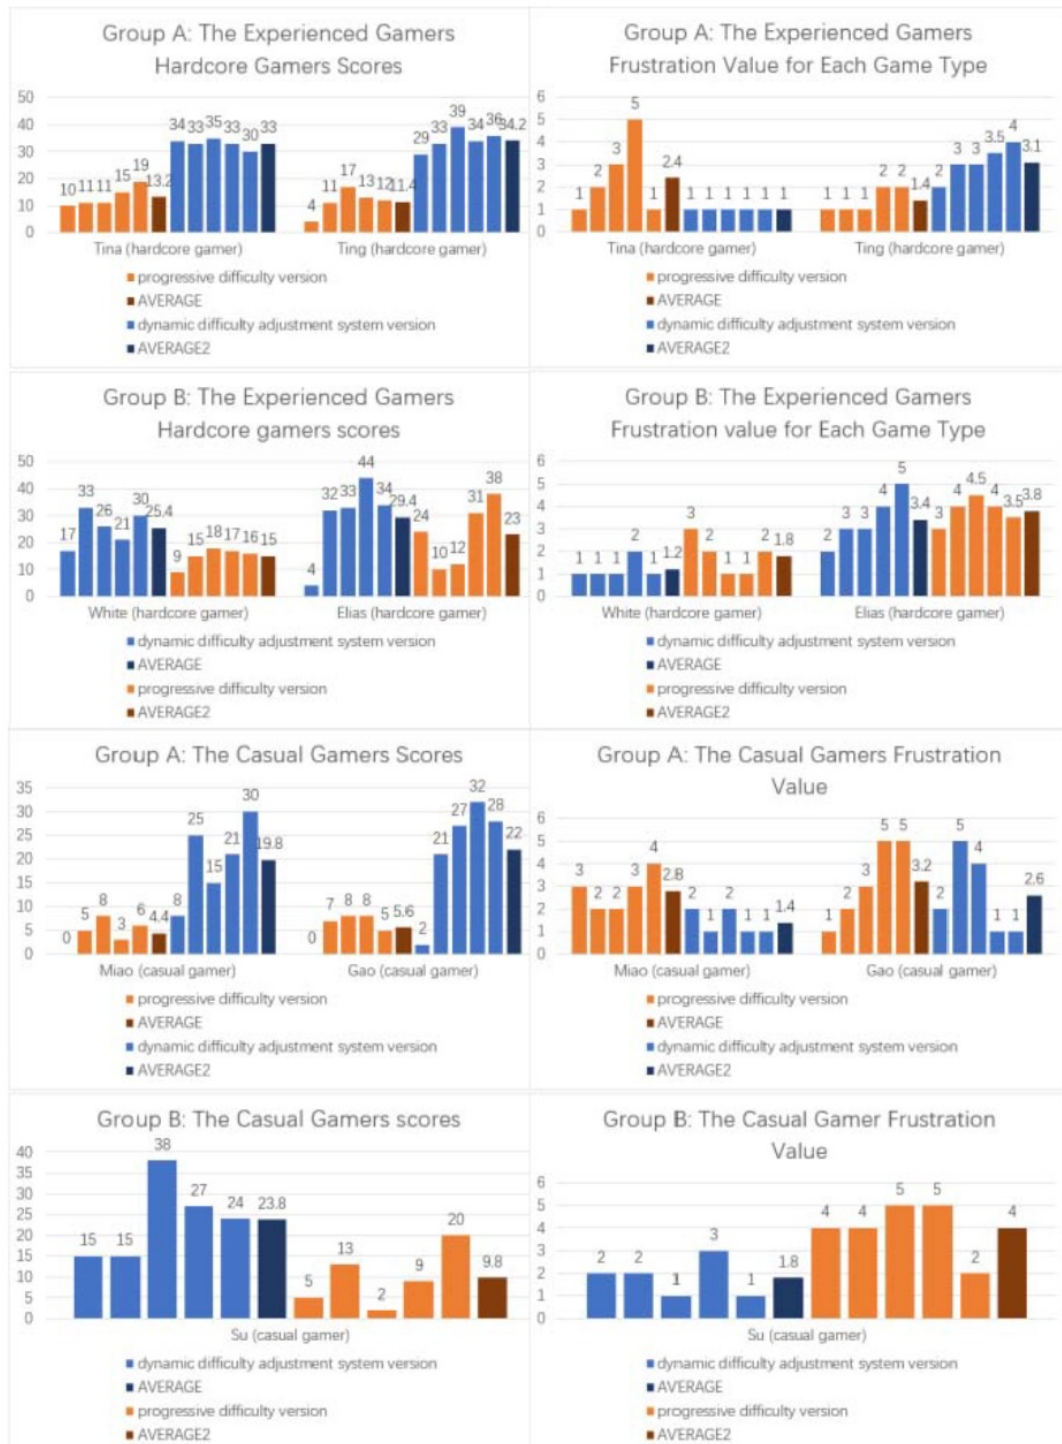 Group A: The Experienced Gamers
Hardcore Gamers Scores
50
40
30
20
10
0
10 11 11 15 19 13.2 34 33 35 33 30 33
4 11 17 13 12 11.4 29 33 39 34 36 34.2
Tina (hardcore gamer) Ting (hardcore gamer)
progressive difficulty version
AVERAGE
dynamic difficulty adjustment system version
AVERAGE2
Group A: The Experienced Gamers
Frustration Value for Each Game Type
6
5
4
3
2
1
0
1 2 3 5 1 2.4 1 1 1 1 1 1
1 1 1 2 2 1.4 2 3 3 3.5 4 3.1
Tina (hardcore gamer) Ting (hardcore gamer)
progressive difficulty version
AVERAGE
dynamic difficulty adjustment system version
AVERAGE2
Group B: The Experienced Gamers
Hardcore gamers scores
50
40
30
20
10
0
17 33 26 21 30 25.4 9 15 18 17 16 15
4 32 33 44 34 29.4 24 10 12 31 38 23
White (hardcore gamer) Elias (hardcore gamer)
dynamic difficulty adjustment system version
AVERAGE
progressive difficulty version
AVERAGE2
Group B: The Experienced Gamers
Frustration value for Each Game Type
6
5
4
3
2
1
0
1 1 1 2 1 1.2 3 2 1 1 2 1.8
2 3 3 4 5 3.4 3 4 4.5 4 3.5 3.8
White (hardcore gamer) Elias (hardcore gamer)
dynamic difficulty adjustment system version
AVERAGE
progressive difficulty version
AVERAGE2
Group A: The Casual Gamers Scores
35
30
25
20
15
10
5
0
0 5 8 3 6 4.4 8 25 15 21 30 19.8
0 7 8 8 5 5.6 2 21 27 32 28 22
Miao (casual gamer) Gao (casual gamer)
progressive difficulty version
AVERAGE
dynamic difficulty adjustment system version
AVERAGE2
Group A: The Casual Gamers Frustration
Value
6
5
4
3
2
1
0
3 2 2 3 4 2.8 2 1 2 1 1 1.4
1 2 3 5 5 3.2 2 5 4 1 1 2.6
Miao (casual gamer) Gao (casual gamer)
progressive difficulty version
AVERAGE
dynamic difficulty adjustment system version
AVERAGE2
Group B: The Casual Gamers scores
40
35
30
25
20
15
10
5
0
15 15 38 27 24 23.8 5 13 2 9 20 9.8
Su (casual gamer)
dynamic difficulty adjustment system version
AVERAGE
progressive difficulty version
AVERAGE2
Group B: The Casual Gamer Frustration
Value
6
5
4
3
2
1
0
2 2 1 3 1 1.8 4 4 5 5 2 4
Su (casual gamer)
dynamic difficulty adjustment system version
AVERAGE
progressive difficulty version
AVERAGE2